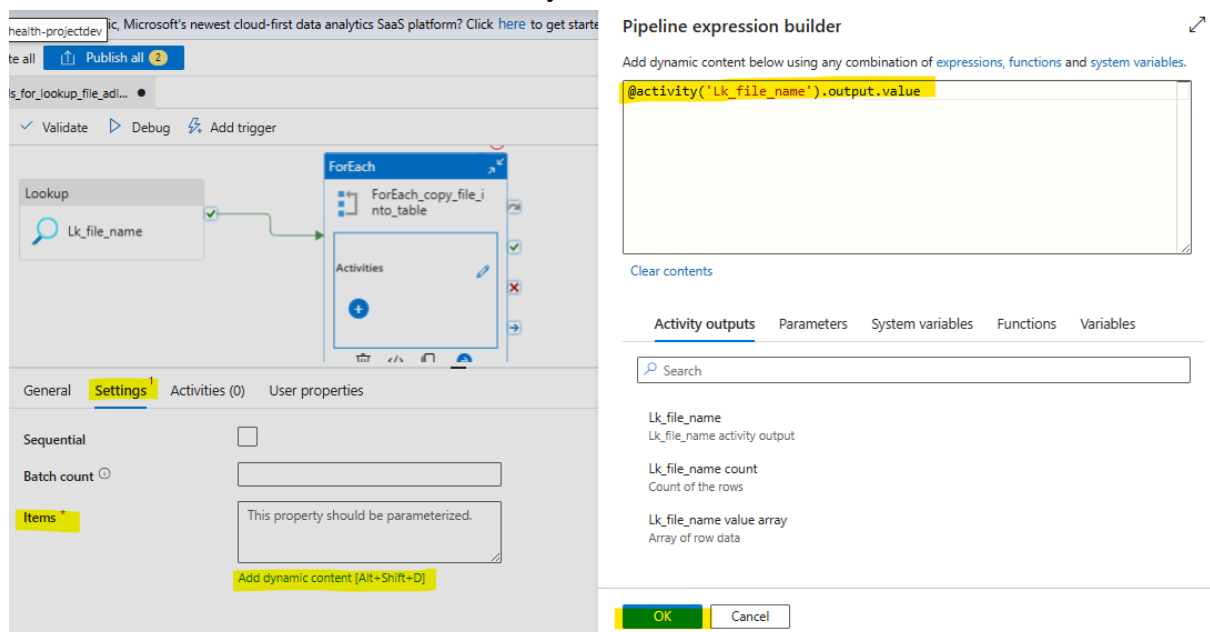 health-projectdev
ic, Microsoft's newest cloud-first data analytics SaaS platform? Click here to get starte
te all Publish all 2
ls_for_lookup_file_adl...
Validate Debug Add trigger
Lookup
Lk_file_name
ForEach
ForEach_copy_file_i
nto_table
Activities
General Settings 1 Activities (0) User properties
Sequential
Batch count
Items *
This property should be parameterized.
Add dynamic content [Alt+Shift+D]
Pipeline expression builder
Add dynamic content below using any combination of expressions, functions and system variables.
@activity('Lk_file_name').output.value
Clear contents
Activity outputs Parameters System variables Functions Variables
Search
Lk_file_name
Lk_file_name activity output
Lk_file_name count
Count of the rows
Lk_file_name value array
Array of row data
OK Cancel